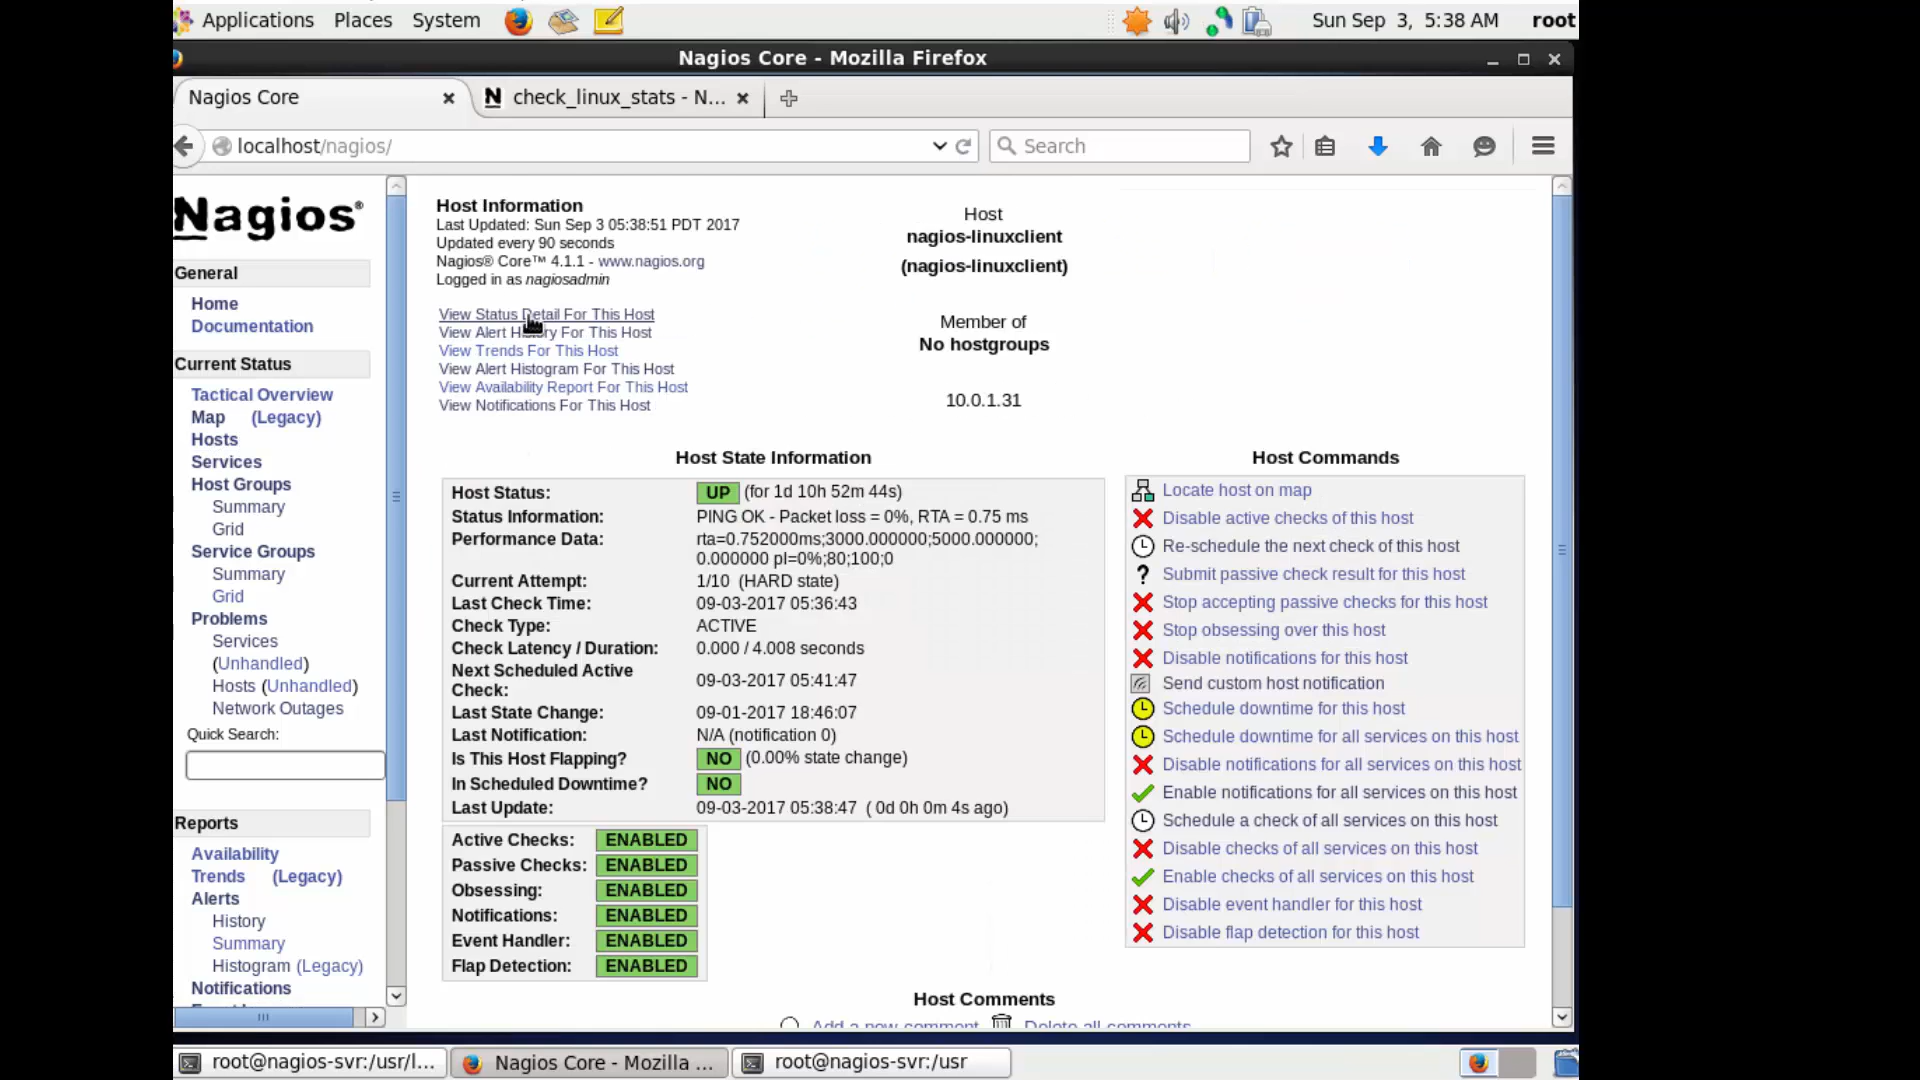 Applications Places System
Sun Sep 3, 5:38 AM root
Nagios Core - Mozilla Firefox
Nagios Core
check_linux_stats - N...
localhost/nagios/
Search
Nagios®
General
Home
Documentation
Current Status
Tactical Overview
Map (Legacy)
Hosts
Services
Host Groups
Summary
Grid
Service Groups
Summary
Grid
Problems
Services
(Unhandled)
Hosts (Unhandled)
Network Outages
Quick Search:
Reports
Availability
Trends (Legacy)
Alerts
History
Summary
Histogram (Legacy)
Notifications
Host Information
Last Updated: Sun Sep 3 05:38:51 PDT 2017
Updated every 90 seconds
Nagios® Core™ 4.1.1 - www.nagios.org
Logged in as nagiosadmin
View Status Detail For This Host
View Alert History For This Host
View Trends For This Host
View Alert Histogram For This Host
View Availability Report For This Host
View Notifications For This Host
Host
nagios-linuxclient
(nagios-linuxclient)
Member of
No hostgroups
10.0.1.31
Host State Information
Host Status: UP (for 1d 10h 52m 44s)
Status Information: PING OK - Packet loss = 0%, RTA = 0.75 ms
Performance Data: rta=0.752000ms;3000.000000;5000.000000;
0.000000 pl=0%;80;100;0
Current Attempt: 1/10 (HARD state)
Last Check Time: 09-03-2017 05:36:43
Check Type: ACTIVE
Check Latency / Duration: 0.000 / 4.008 seconds
Next Scheduled Active
Check: 09-03-2017 05:41:47
Last State Change: 09-01-2017 18:46:07
Last Notification: N/A (notification 0)
Is This Host Flapping? NO (0.00% state change)
In Scheduled Downtime? NO
Last Update: 09-03-2017 05:38:47 ( 0d 0h 0m 4s ago)
Active Checks: ENABLED
Passive Checks: ENABLED
Obsessing: ENABLED
Notifications: ENABLED
Event Handler: ENABLED
Flap Detection: ENABLED
Host Commands
Locate host on map
Disable active checks of this host
Re-schedule the next check of this host
Submit passive check result for this host
Stop accepting passive checks for this host
Stop obsessing over this host
Disable notifications for this host
Send custom host notification
Schedule downtime for this host
Schedule downtime for all services on this host
Disable notifications for all services on this host
Enable notifications for all services on this host
Schedule a check of all services on this host
Disable checks of all services on this host
Enable checks of all services on this host
Disable event handler for this host
Disable flap detection for this host
Host Comments
Add a new comment Delete all comments
root@nagios-svr:/usr/l...
Nagios Core - Mozilla ...
root@nagios-svr:/usr